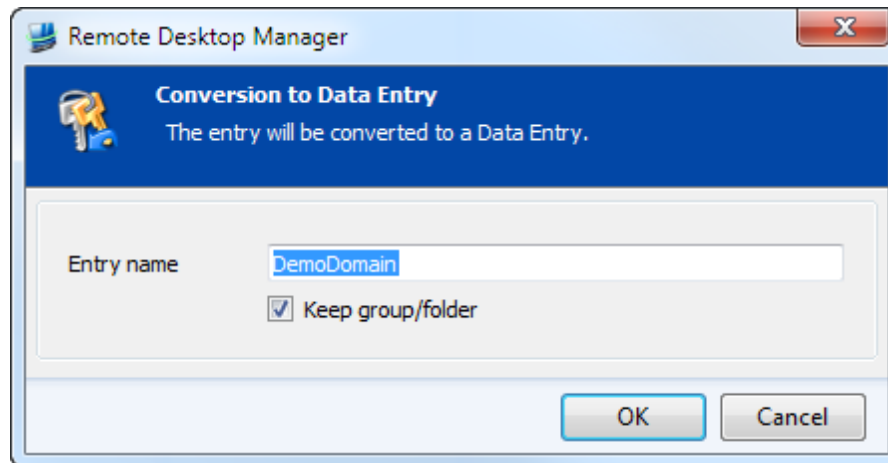 Remote Desktop Manager
Conversion to Data Entry
The entry will be converted to a Data Entry.
Entry name
DemoDomain
Keep group/folder
OK
Cancel